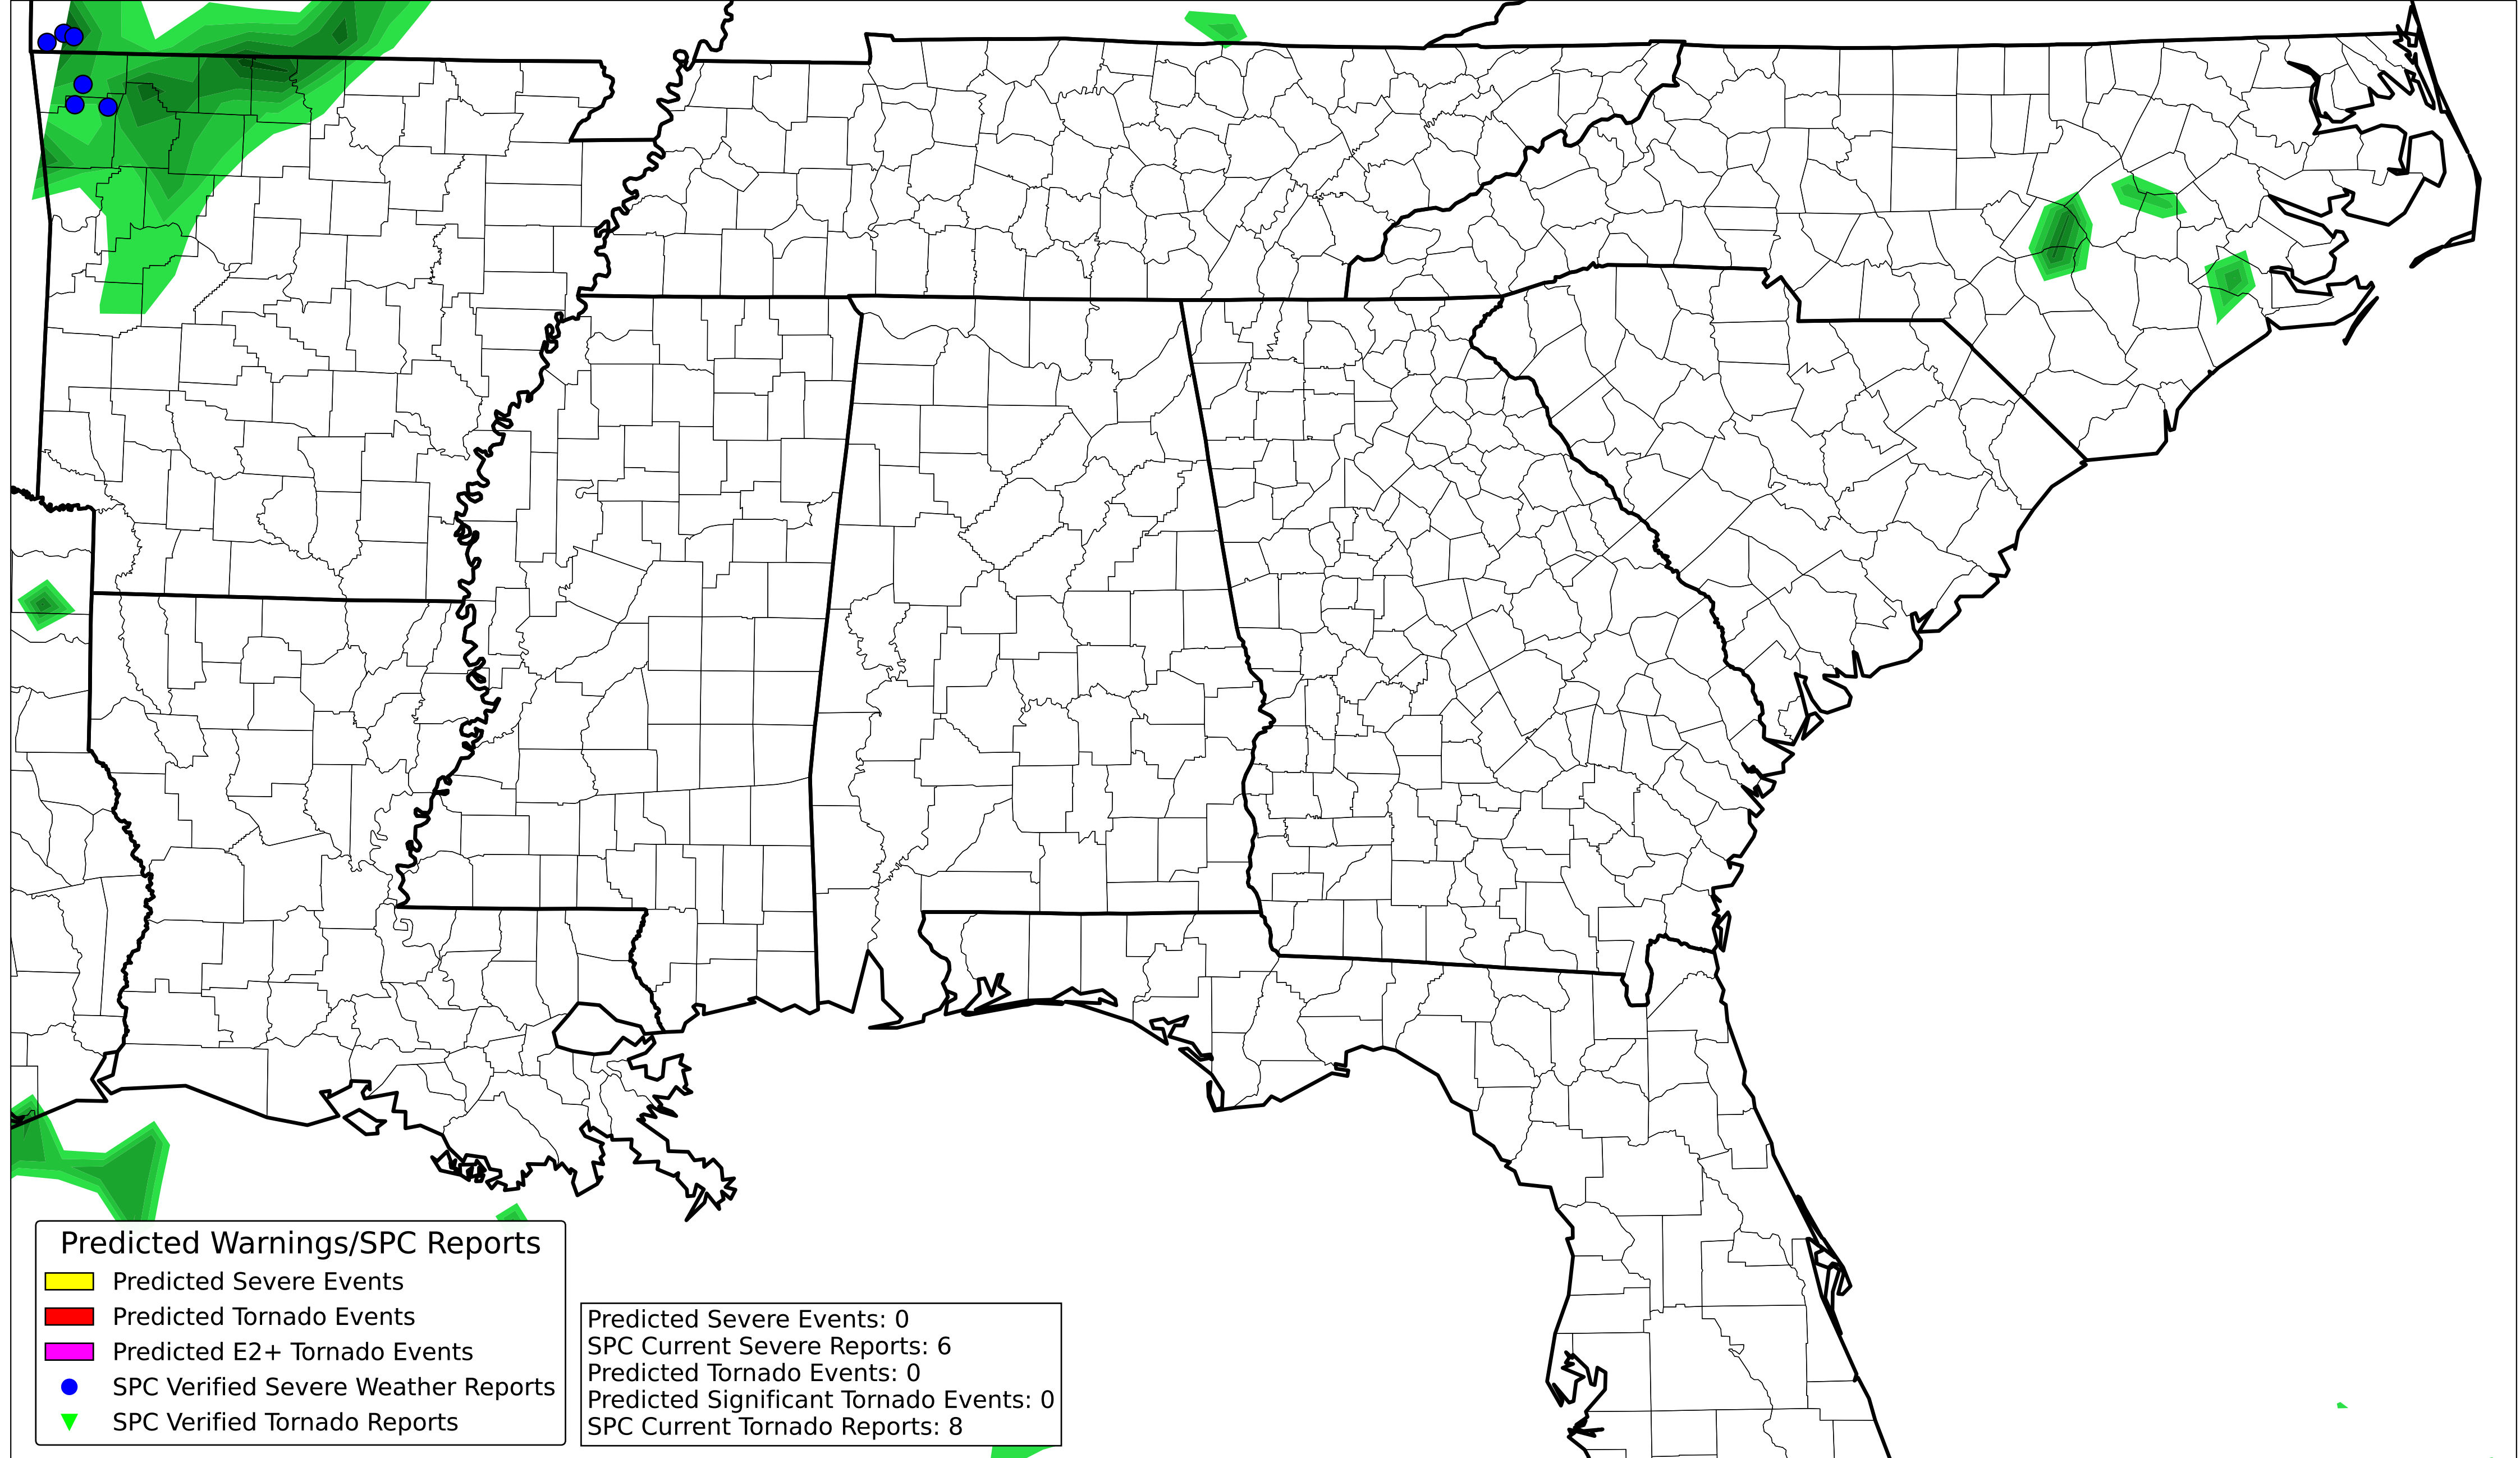 Predicted Warnings/SPC Reports
Predicted Severe Events
Predicted Tornado Events
Predicted E2+ Tornado Events
SPC Verified Severe Weather Reports
SPC Verified Tornado Reports
Predicted Severe Events: 0
SPC Current Severe Reports: 6
Predicted Tornado Events: 0
Predicted Significant Tornado Events: 0
SPC Current Tornado Reports: 8